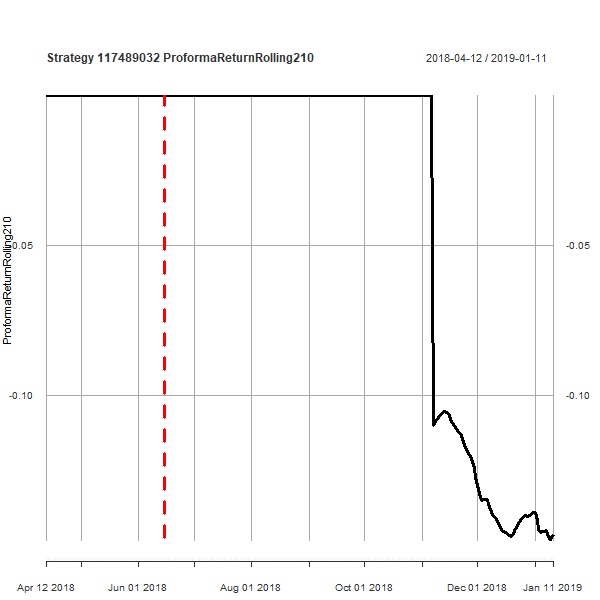 Strategy 117489032 ProformaReturnRolling210
2018-04-12 / 2019-01-11
ProformaReturnRolling210
-0.05
-0.05
-0.10
-0.10
Apr 12 2018
Jun 01 2018
Aug 01 2018
Oct 01 2018
Dec 01 2018
Jan 11 2019